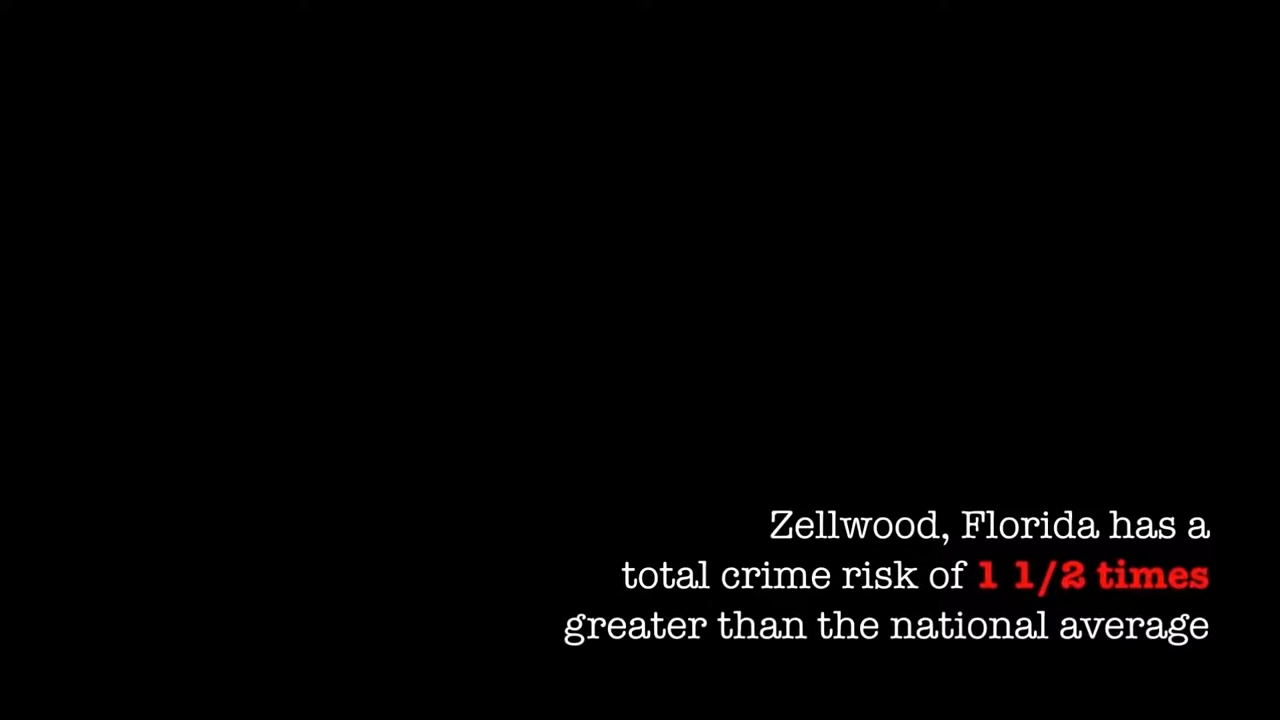 Zellwood, Florida has a
total crime risk of 1 1/2 times
greater than the national average